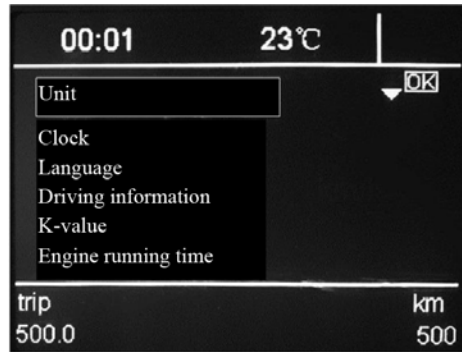 00:01 23℃
OK
Unit
Clock
Language
Driving information
K-value
Engine running time
trip km
500.0 500